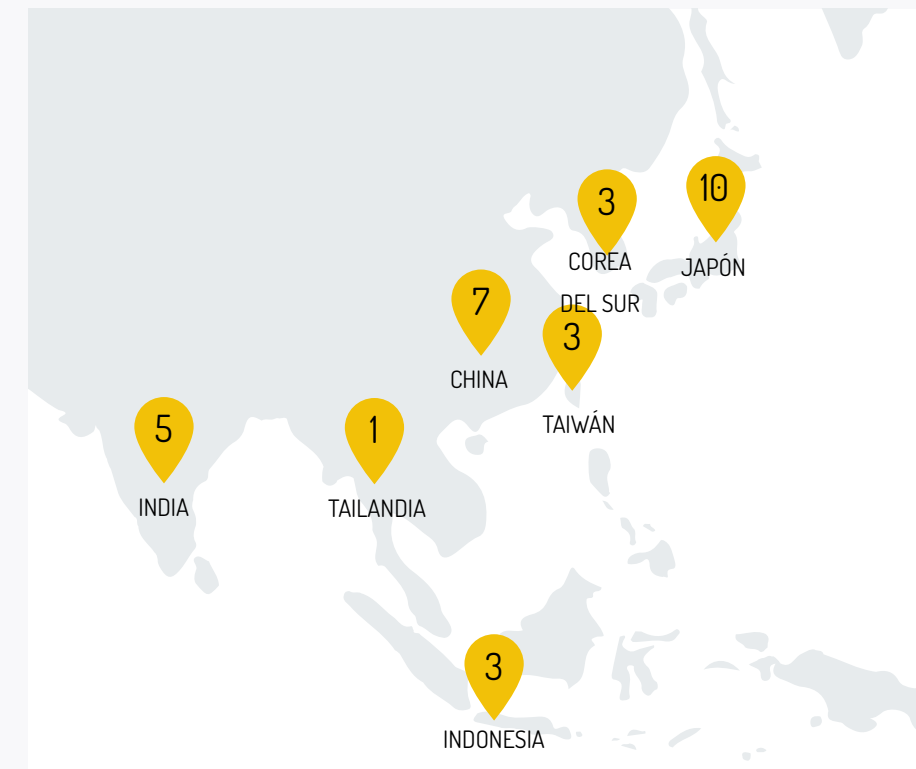 3
COREA
DEL SUR
10
JAPÓN
7
CHINA
3
TAIWÁN
5
INDIA
1
TAILANDIA
3
INDONESIA